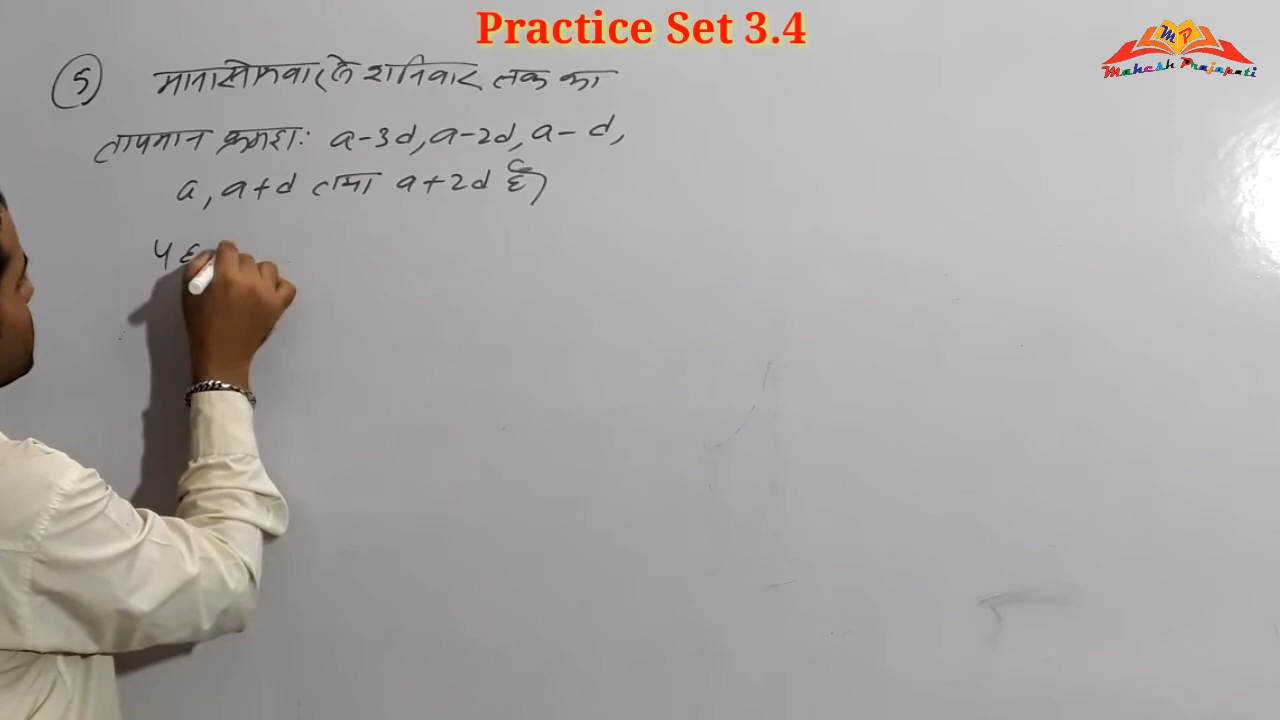 Practice Set 3.4
Mahesh Prajapati
5 माना सोमवार से शनिवार तक का
तापमान क्रमशः a-3d, a-2d, a-d,
a, a+d तथा a+2d है।